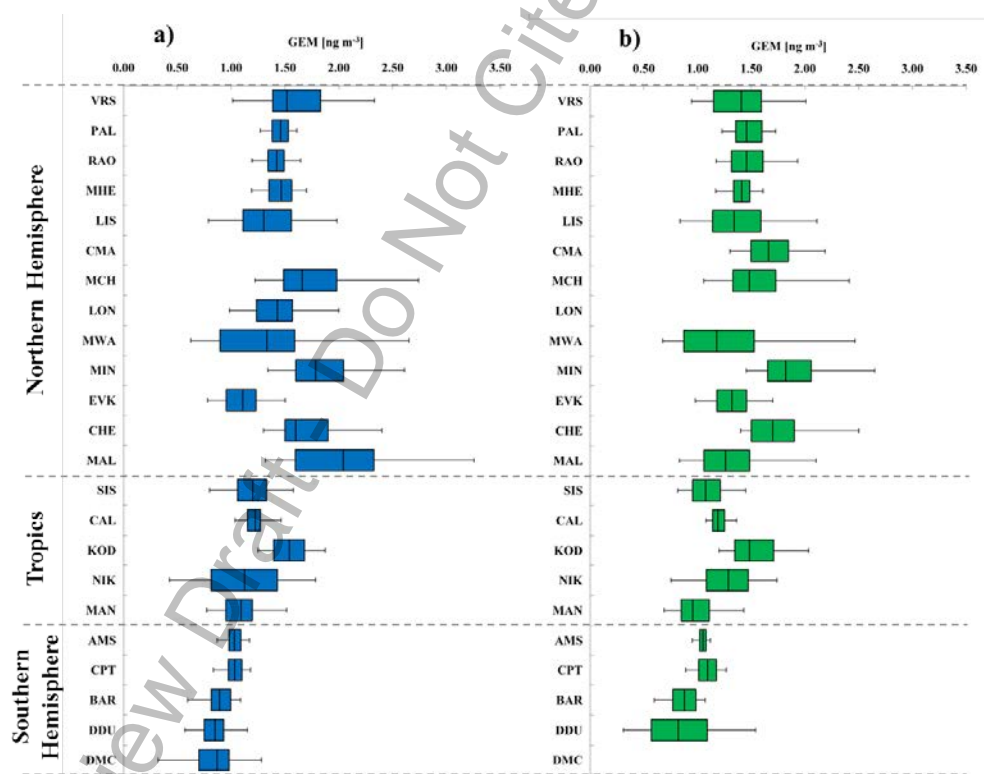 a)
GEM [ng m⁻³]
0.00 0.50 1.00 1.50 2.00 2.50 3.00 3.50
b)
GEM [ng m⁻³]
0.00 0.50 1.00 1.50 2.00 2.50 3.00 3.50
Northern Hemisphere
VRS
PAL
RAO
MHE
LIS
CMA
MCH
LON
MWA
MIN
EVK
CHE
MAL
Tropics
SIS
CAL
KOD
NIK
MAN
Southern
Hemisphere
AMS
CPT
BAR
DDU
DMC
VRS
PAL
RAO
MHE
LIS
CMA
MCH
LON
MWA
MIN
EVK
CHE
MAL
SIS
CAL
KOD
NIK
MAN
AMS
CPT
BAR
DDU
DMC
iew Draft - Do Not Cite